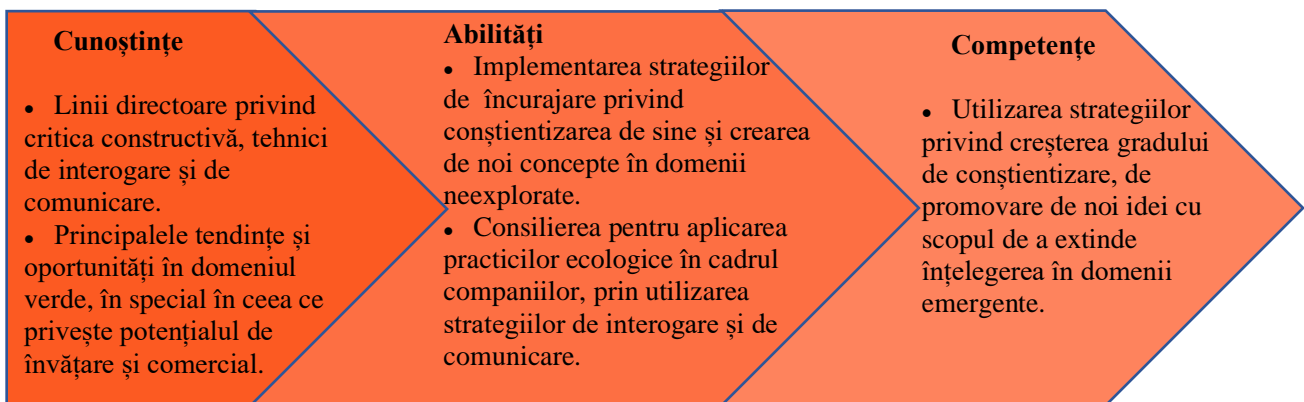 Cunoștințe
● Linii directoare privind
critica constructivă, tehnici
de interogare și de
comunicare.
● Principalele tendințe și
oportunități în domeniul
verde, în special în ceea ce
privește potențialul de
învățare și comercial.
Abilități
● Implementarea strategiilor
de încurajare privind
conștientizarea de sine și crearea
de noi concepte în domenii
neexplorate.
● Consilierea pentru aplicarea
practicilor ecologice în cadrul
companiilor, prin utilizarea
strategiilor de interogare și de
comunicare.
Competențe
● Utilizarea strategiilor
privind creșterea gradului
de conștientizare, de
promovare de noi idei cu
scopul de a extinde
înțelegerea în domenii
emergente.